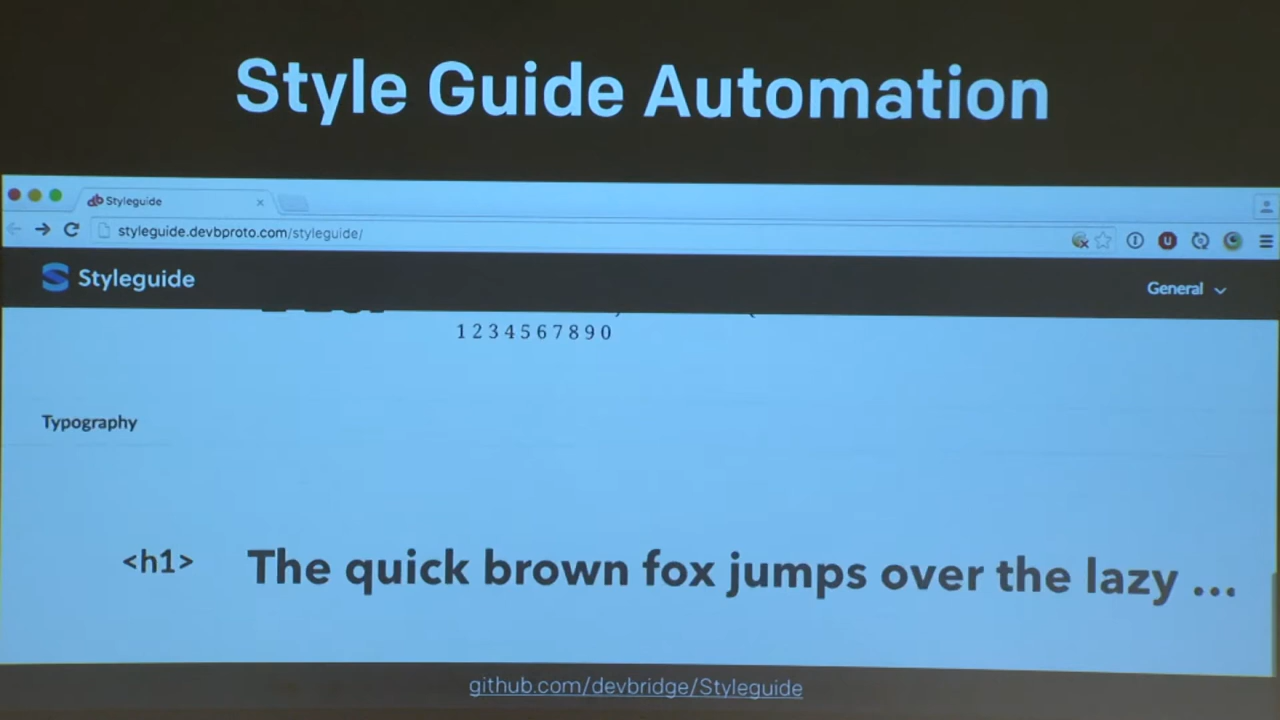 Style Guide Automation
Styleguide
styleguide.devbproto.com/styleguide/
Styleguide
General
1 2 3 4 5 6 7 8 9 0
Typography
<h1> The quick brown fox jumps over the lazy ...
github.com/devbridge/Styleguide